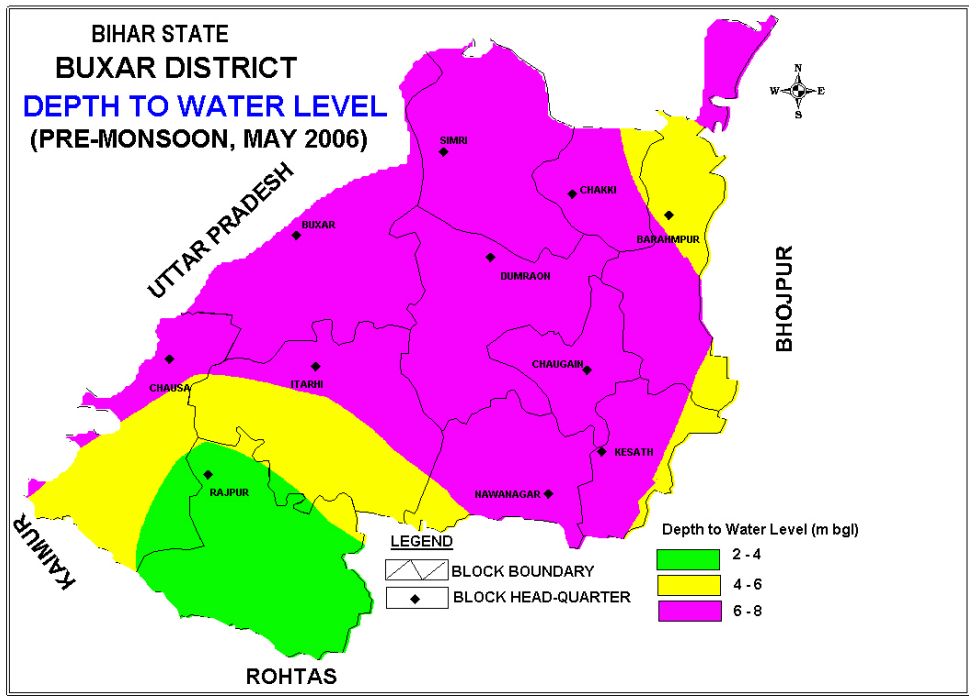 BIHAR STATE
BUXAR DISTRICT
DEPTH TO WATER LEVEL
(PRE-MONSOON, MAY 2006)
N
W E
S
SIMRI
CHAKKI
BARAHMPUR
BUXAR
UTTAR PRADESH
DUMRAON
BHOJPUR
CHAUSA
ITARHI
CHAUGAIN
KESATH
RAJPUR
NAWANAGAR
KAIMUR
ROHTAS
LEGEND
BLOCK BOUNDARY
BLOCK HEAD-QUARTER
Depth to Water Level (m bgl)
2 - 4
4 - 6
6 - 8